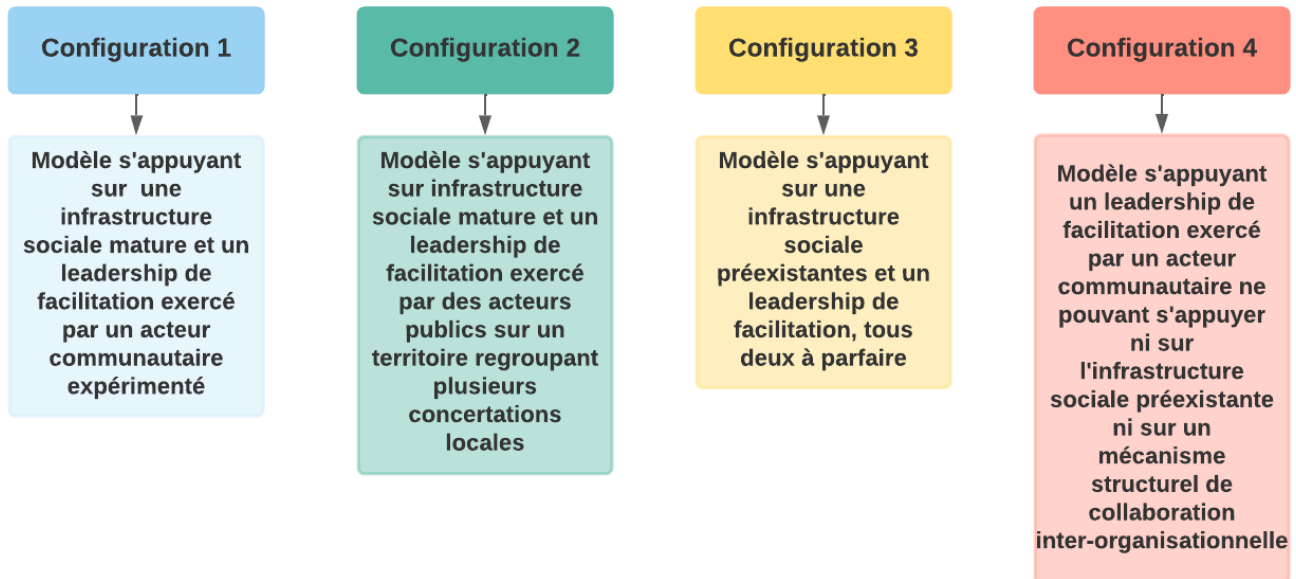 Configuration 1
Modèle s'appuyant
sur une
infrastructure
sociale mature et un
leadership de
facilitation exercé
par un acteur
communautaire
expérimenté
Configuration 2
Modèle s'appuyant
sur infrastructure
sociale mature et un
leadership de
facilitation exercé
par des acteurs
publics sur un
territoire regroupant
plusieurs
concertations
locales
Configuration 3
Modèle s'appuyant
sur une
infrastructure
sociale
préexistantes et un
leadership de
facilitation, tous
deux à parfaire
Configuration 4
Modèle s'appuyant
un leadership de
facilitation exercé
par un acteur
communautaire ne
pouvant s'appuyer
ni sur
l'infrastructure
sociale préexistante
ni sur un
mécanisme
structurel de
collaboration
inter-organisationnelle